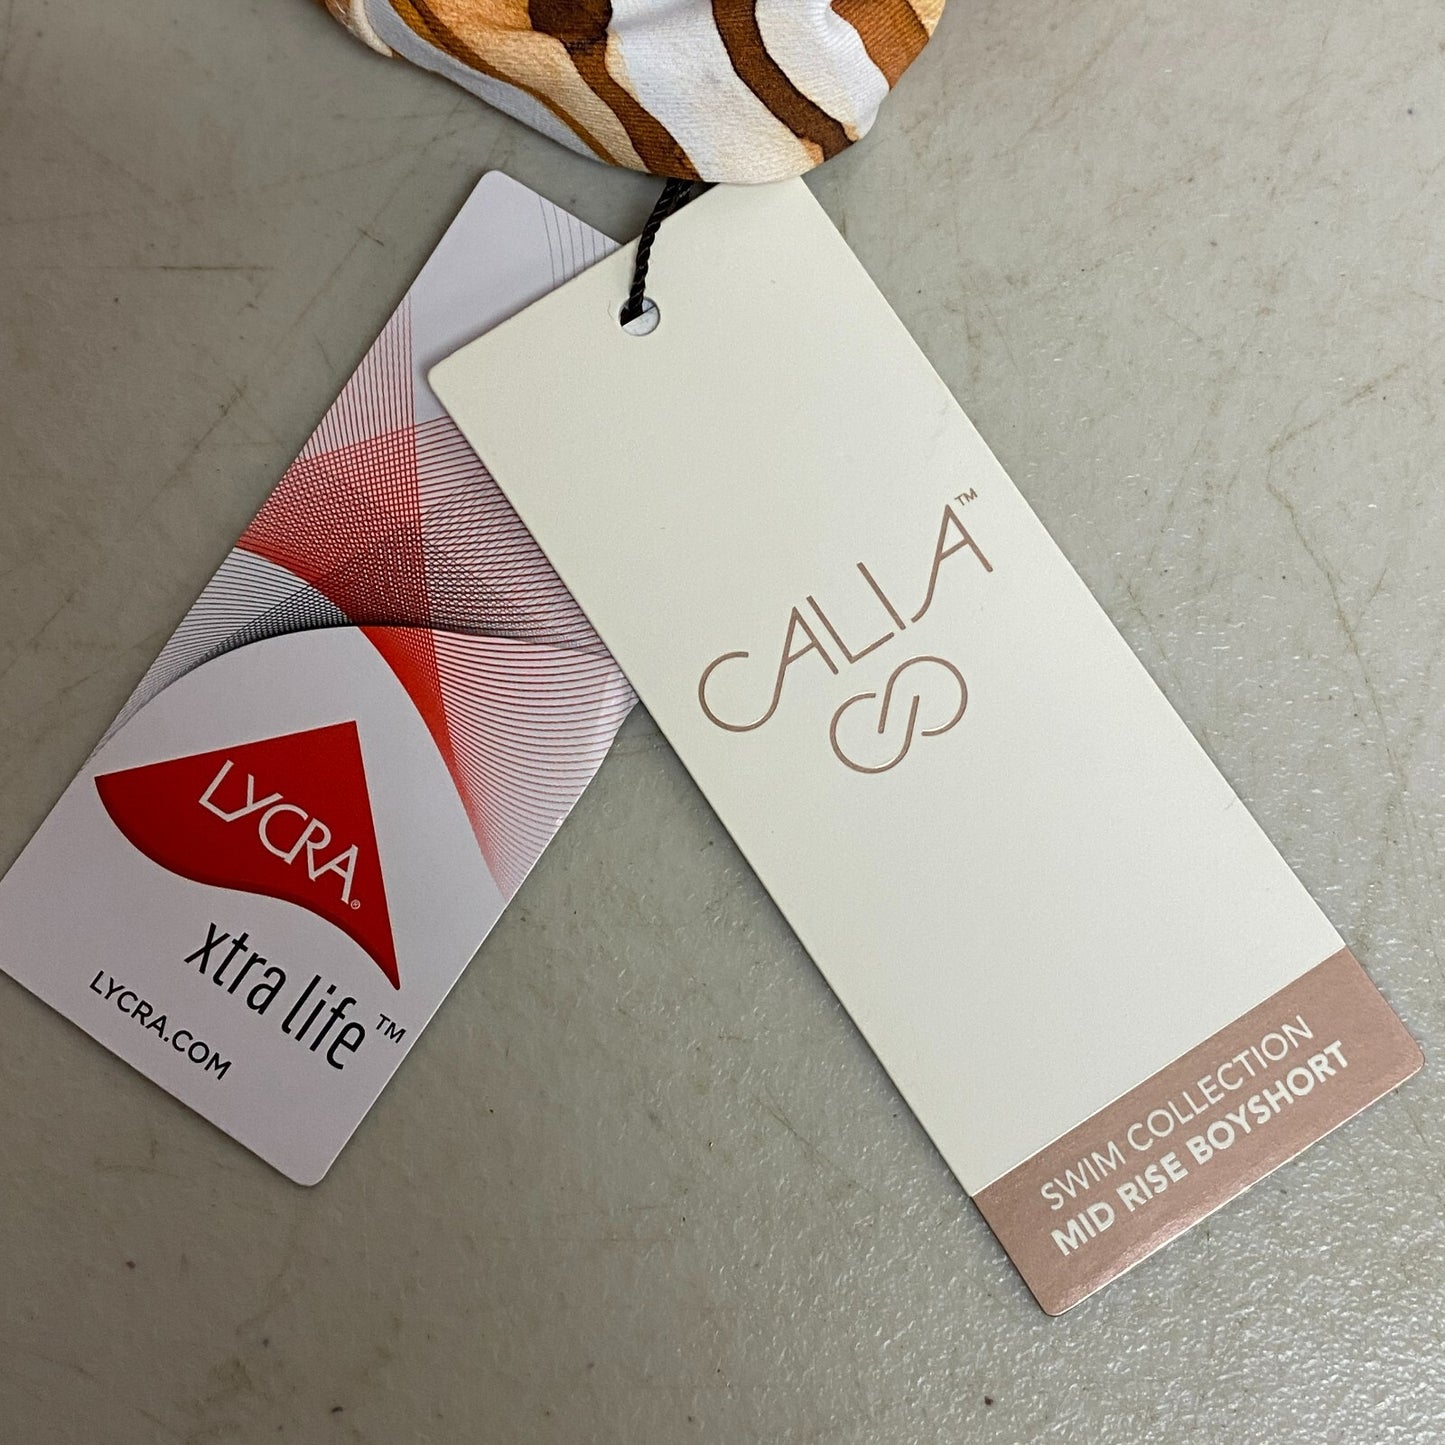 CALIA™
SWIM COLLECTION
MID RISE BOYSHORT
LYCRA®
xtra life™
LYCRA.COM